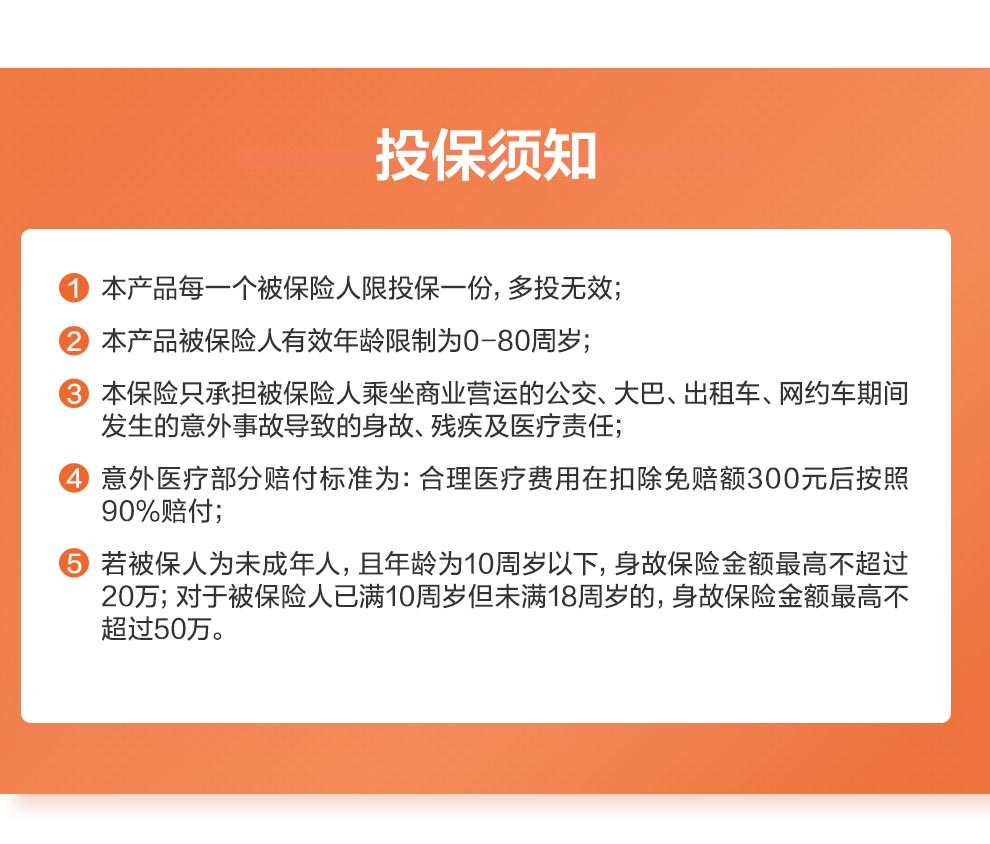 投保须知
1 本产品每一个被保险人限投保一份, 多投无效;
2 本产品被保险人有效年龄限制为0-80周岁;
3 本保险只承担被保险人乘坐商业营运的公交、大巴、出租车、网约车期间
发生的意外事故导致的身故、残疾及医疗责任;
4 意外医疗部分赔付标准为: 合理医疗费用在扣除免赔额300元后按照
90%赔付;
5 若被保人为未成年人, 且年龄为10周岁以下, 身故保险金额最高不超过
20万; 对于被保险人已满10周岁但未满18周岁的, 身故保险金额最高不
超过50万。